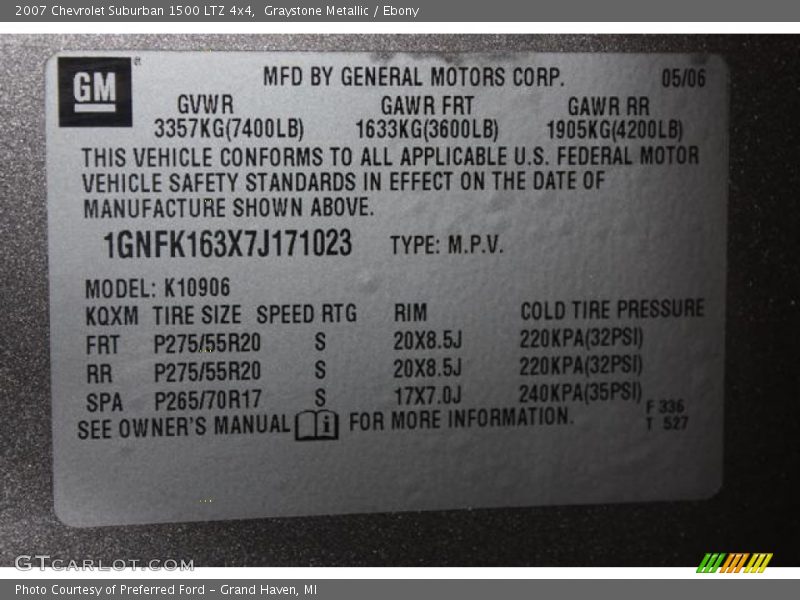 2007 Chevrolet Suburban 1500 LTZ 4x4, Graystone Metallic / Ebony
GM
MFD BY GENERAL MOTORS CORP. 05/06
GVWR GAWR FRT GAWR RR
3357KG(7400LB) 1633KG(3600LB) 1905KG(4200LB)
THIS VEHICLE CONFORMS TO ALL APPLICABLE U.S. FEDERAL MOTOR
VEHICLE SAFETY STANDARDS IN EFFECT ON THE DATE OF
MANUFACTURE SHOWN ABOVE.
1GNFK163X7J171023 TYPE: M.P.V.
MODEL: K10906
KQXM TIRE SIZE SPEED RTG RIM COLD TIRE PRESSURE
FRT P275/55R20 S 20X8.5J 220KPA(32PSI)
RR P275/55R20 S 20X8.5J 220KPA(32PSI)
SPA P265/70R17 S 17X7.0J 240KPA(35PSI)
SEE OWNER'S MANUAL FOR MORE INFORMATION.
F 336
T 527
GTCARLOT.COM
Photo Courtesy of Preferred Ford – Grand Haven, MI